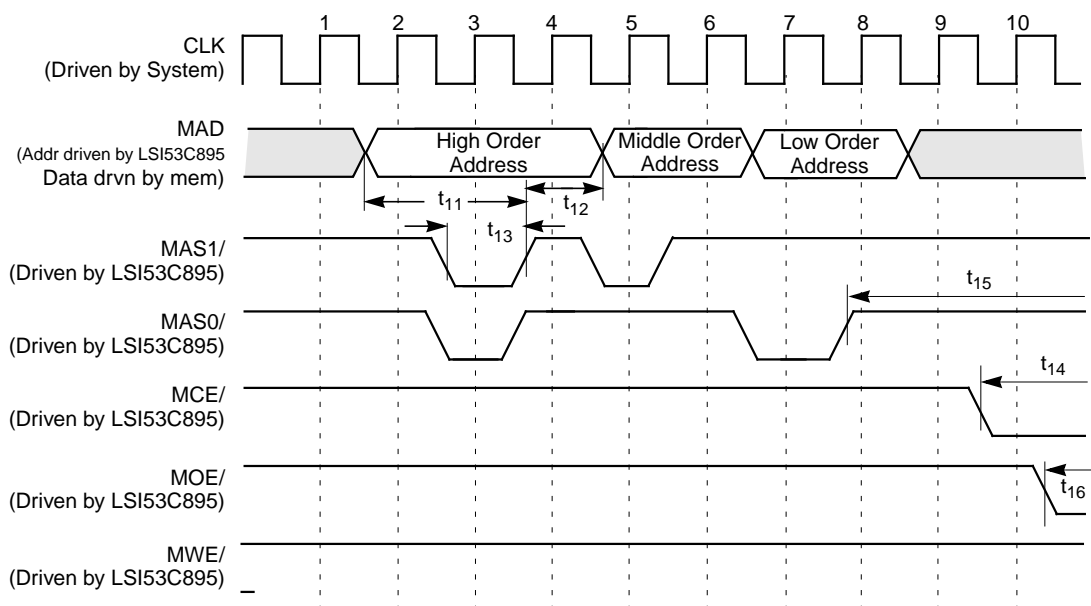 1 2 3 4 5 6 7 8 9 10
CLK
(Driven by System)
MAD
(Addr driven by LSI53C895
Data drvn by mem)
High Order
Address
Middle Order
Address
Low Order
Address
t11
t12
t13
MAS1/
(Driven by LSI53C895)
t15
MAS0/
(Driven by LSI53C895)
t14
MCE/
(Driven by LSI53C895)
MOE/
(Driven by LSI53C895)
t16
MWE/
(Driven by LSI53C895)